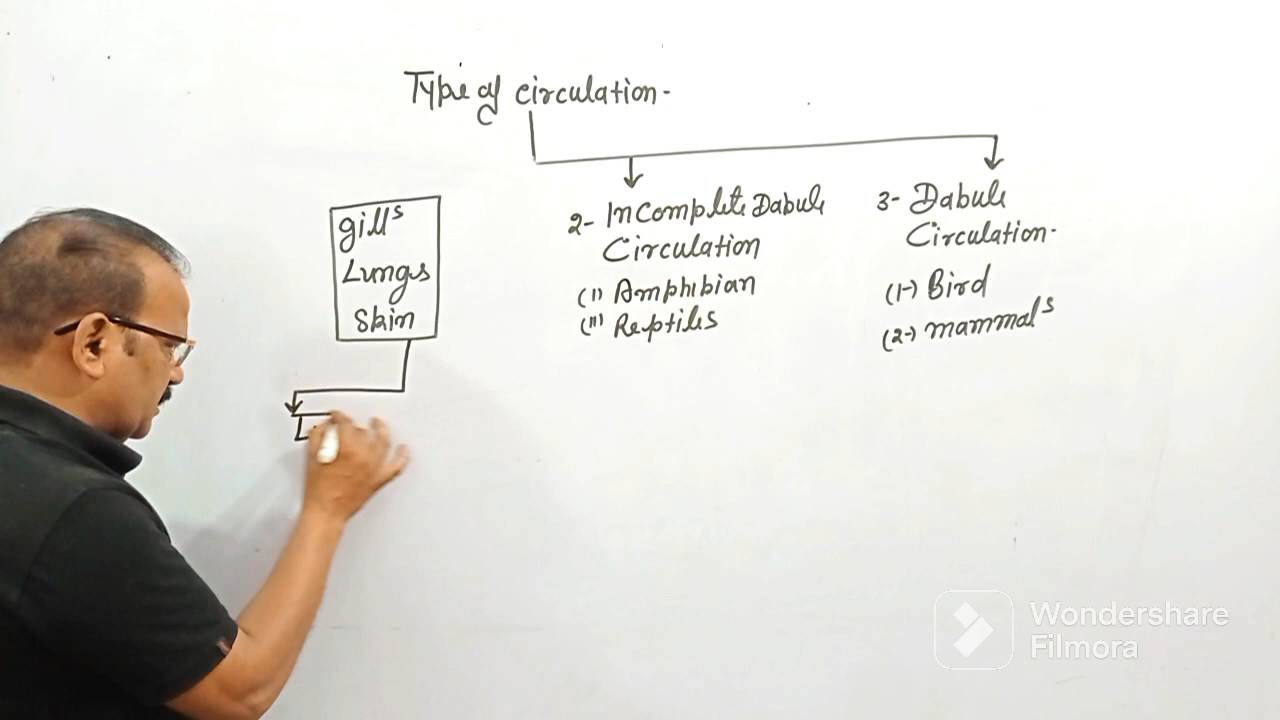 Type of circulation-
gills
Lungs
Skin
2- InComplete Dabule
Circulation
(i) Amphibian
(ii) Reptiles
3- Dabule
Circulation-
(1-) Bird
(2-) mammals
Wondershare
Filmora